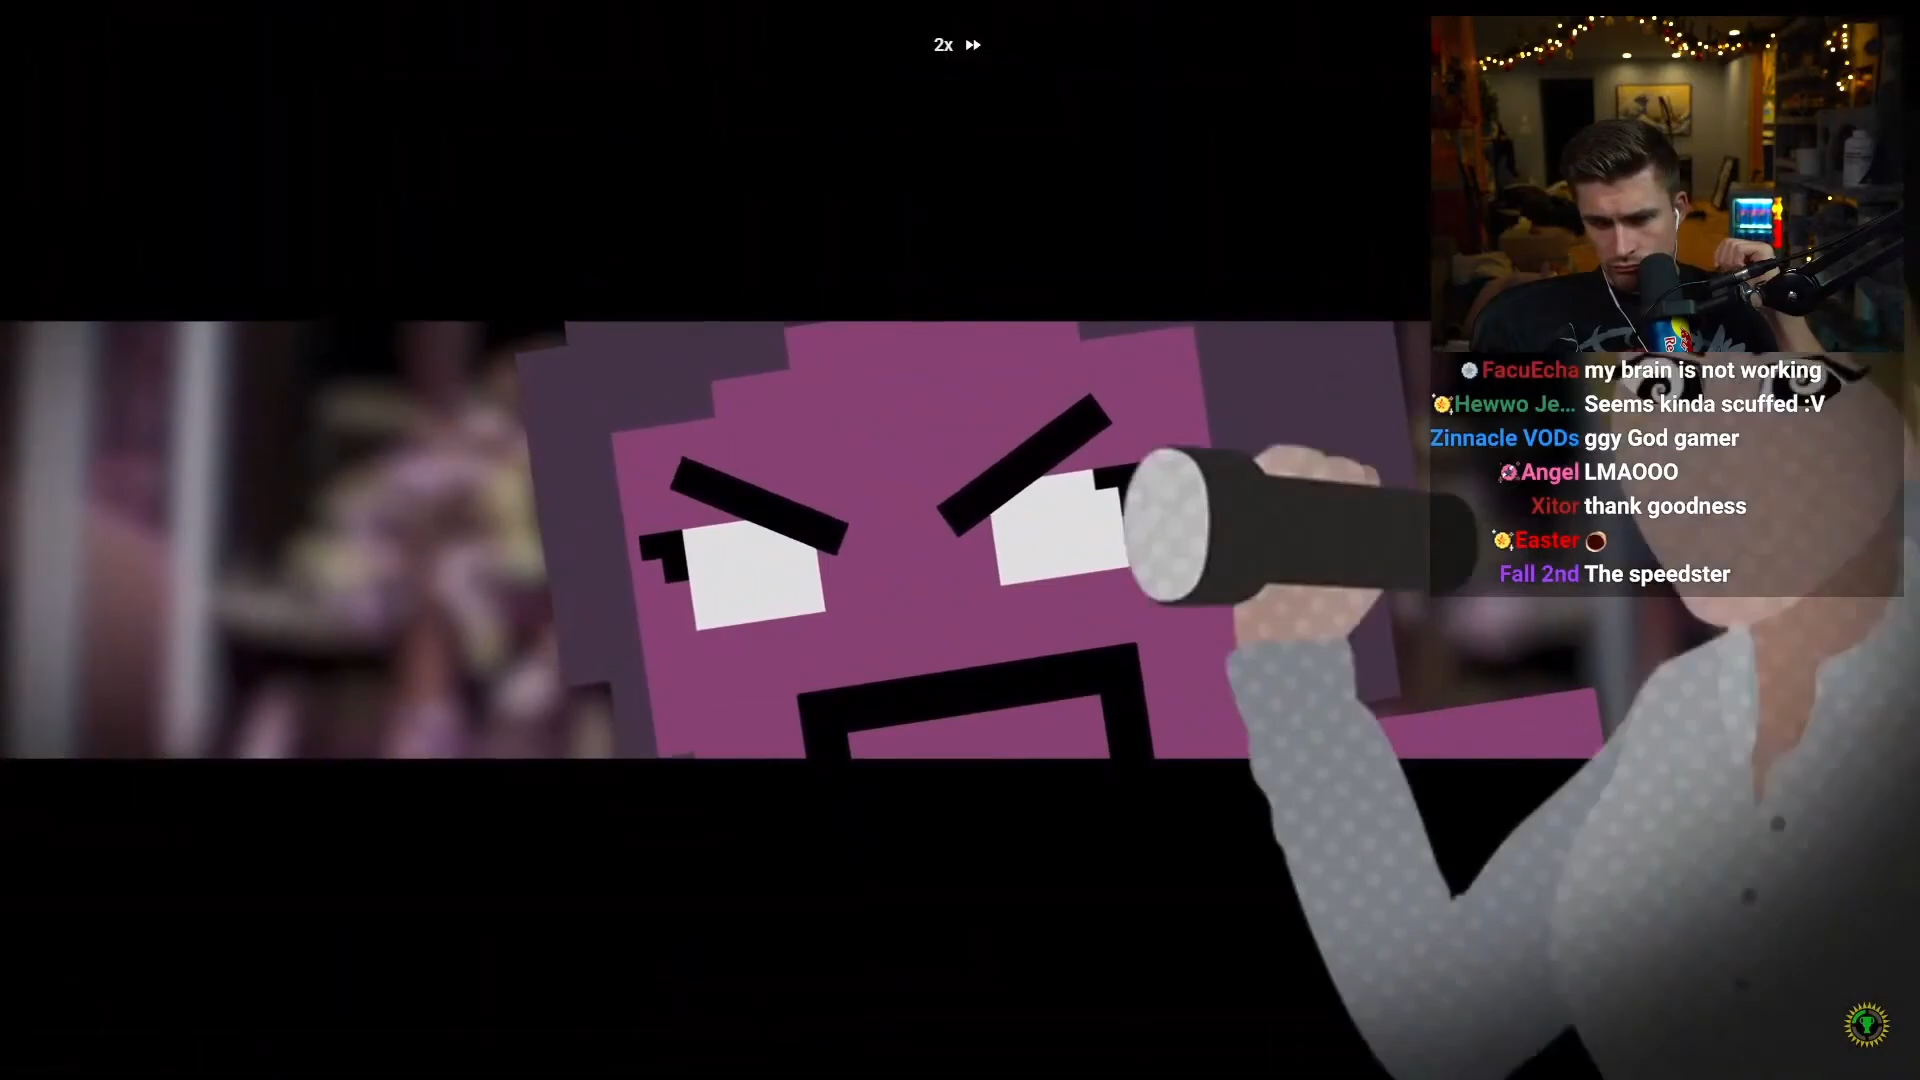 2x
FacuEcha my brain is not working
Hewwo Je... Seems kinda scuffed :V
Zinnacle VODs ggy God gamer
Angel LMAOOO
Xitor thank goodness
Easter
Fall 2nd The speedster